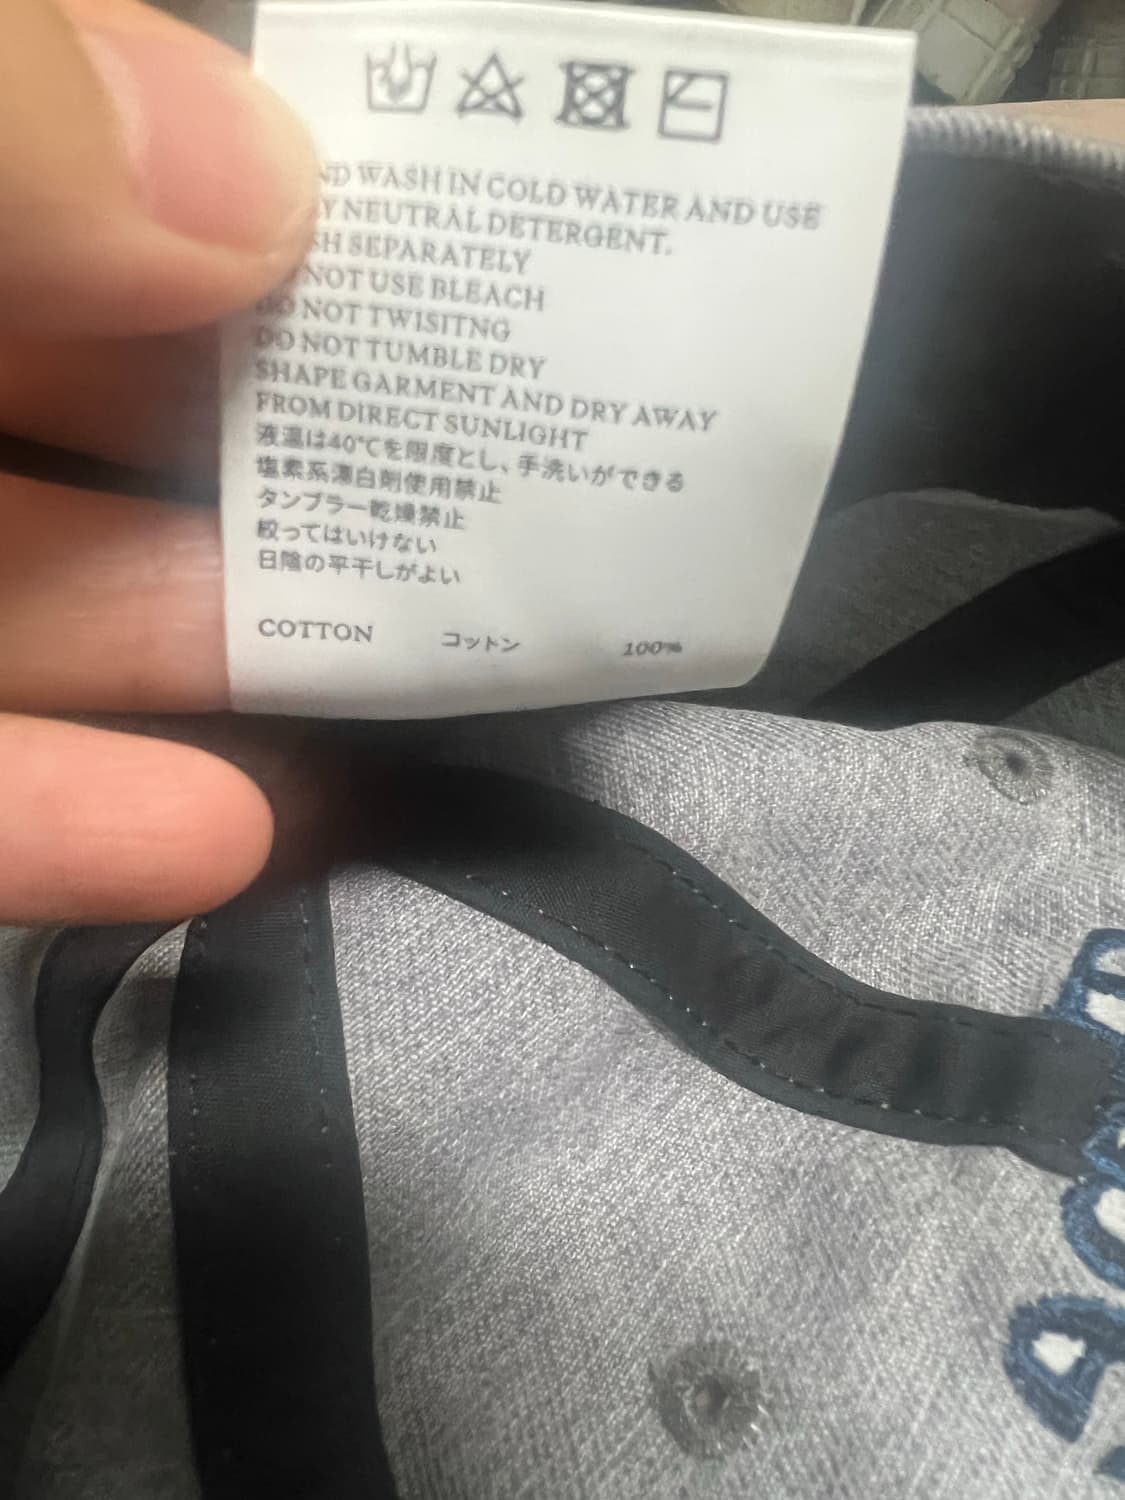 WASH IN COLD WATER AND USE
NEUTRAL DETERGENT.
SEPARATELY
NOT USE BLEACH
DO NOT TWISITNG
DO NOT TUMBLE DRY
SHAPE GARMENT AND DRY AWAY
FROM DIRECT SUNLIGHT
液温は40℃を限度とし、手洗いができる
塩素系漂白剤使用禁止
タンブラー乾燥禁止
絞ってはいけない
日陰の平干しがよい
COTTON コットン 100%